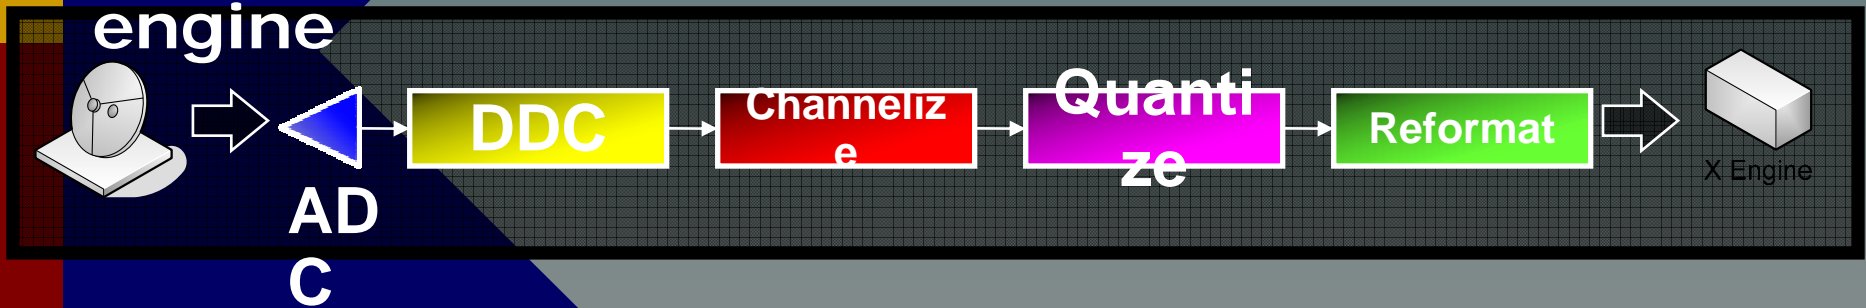 engine
AD
C
DDC
Channeliz
e
Quanti
ze
Reformat
X Engine